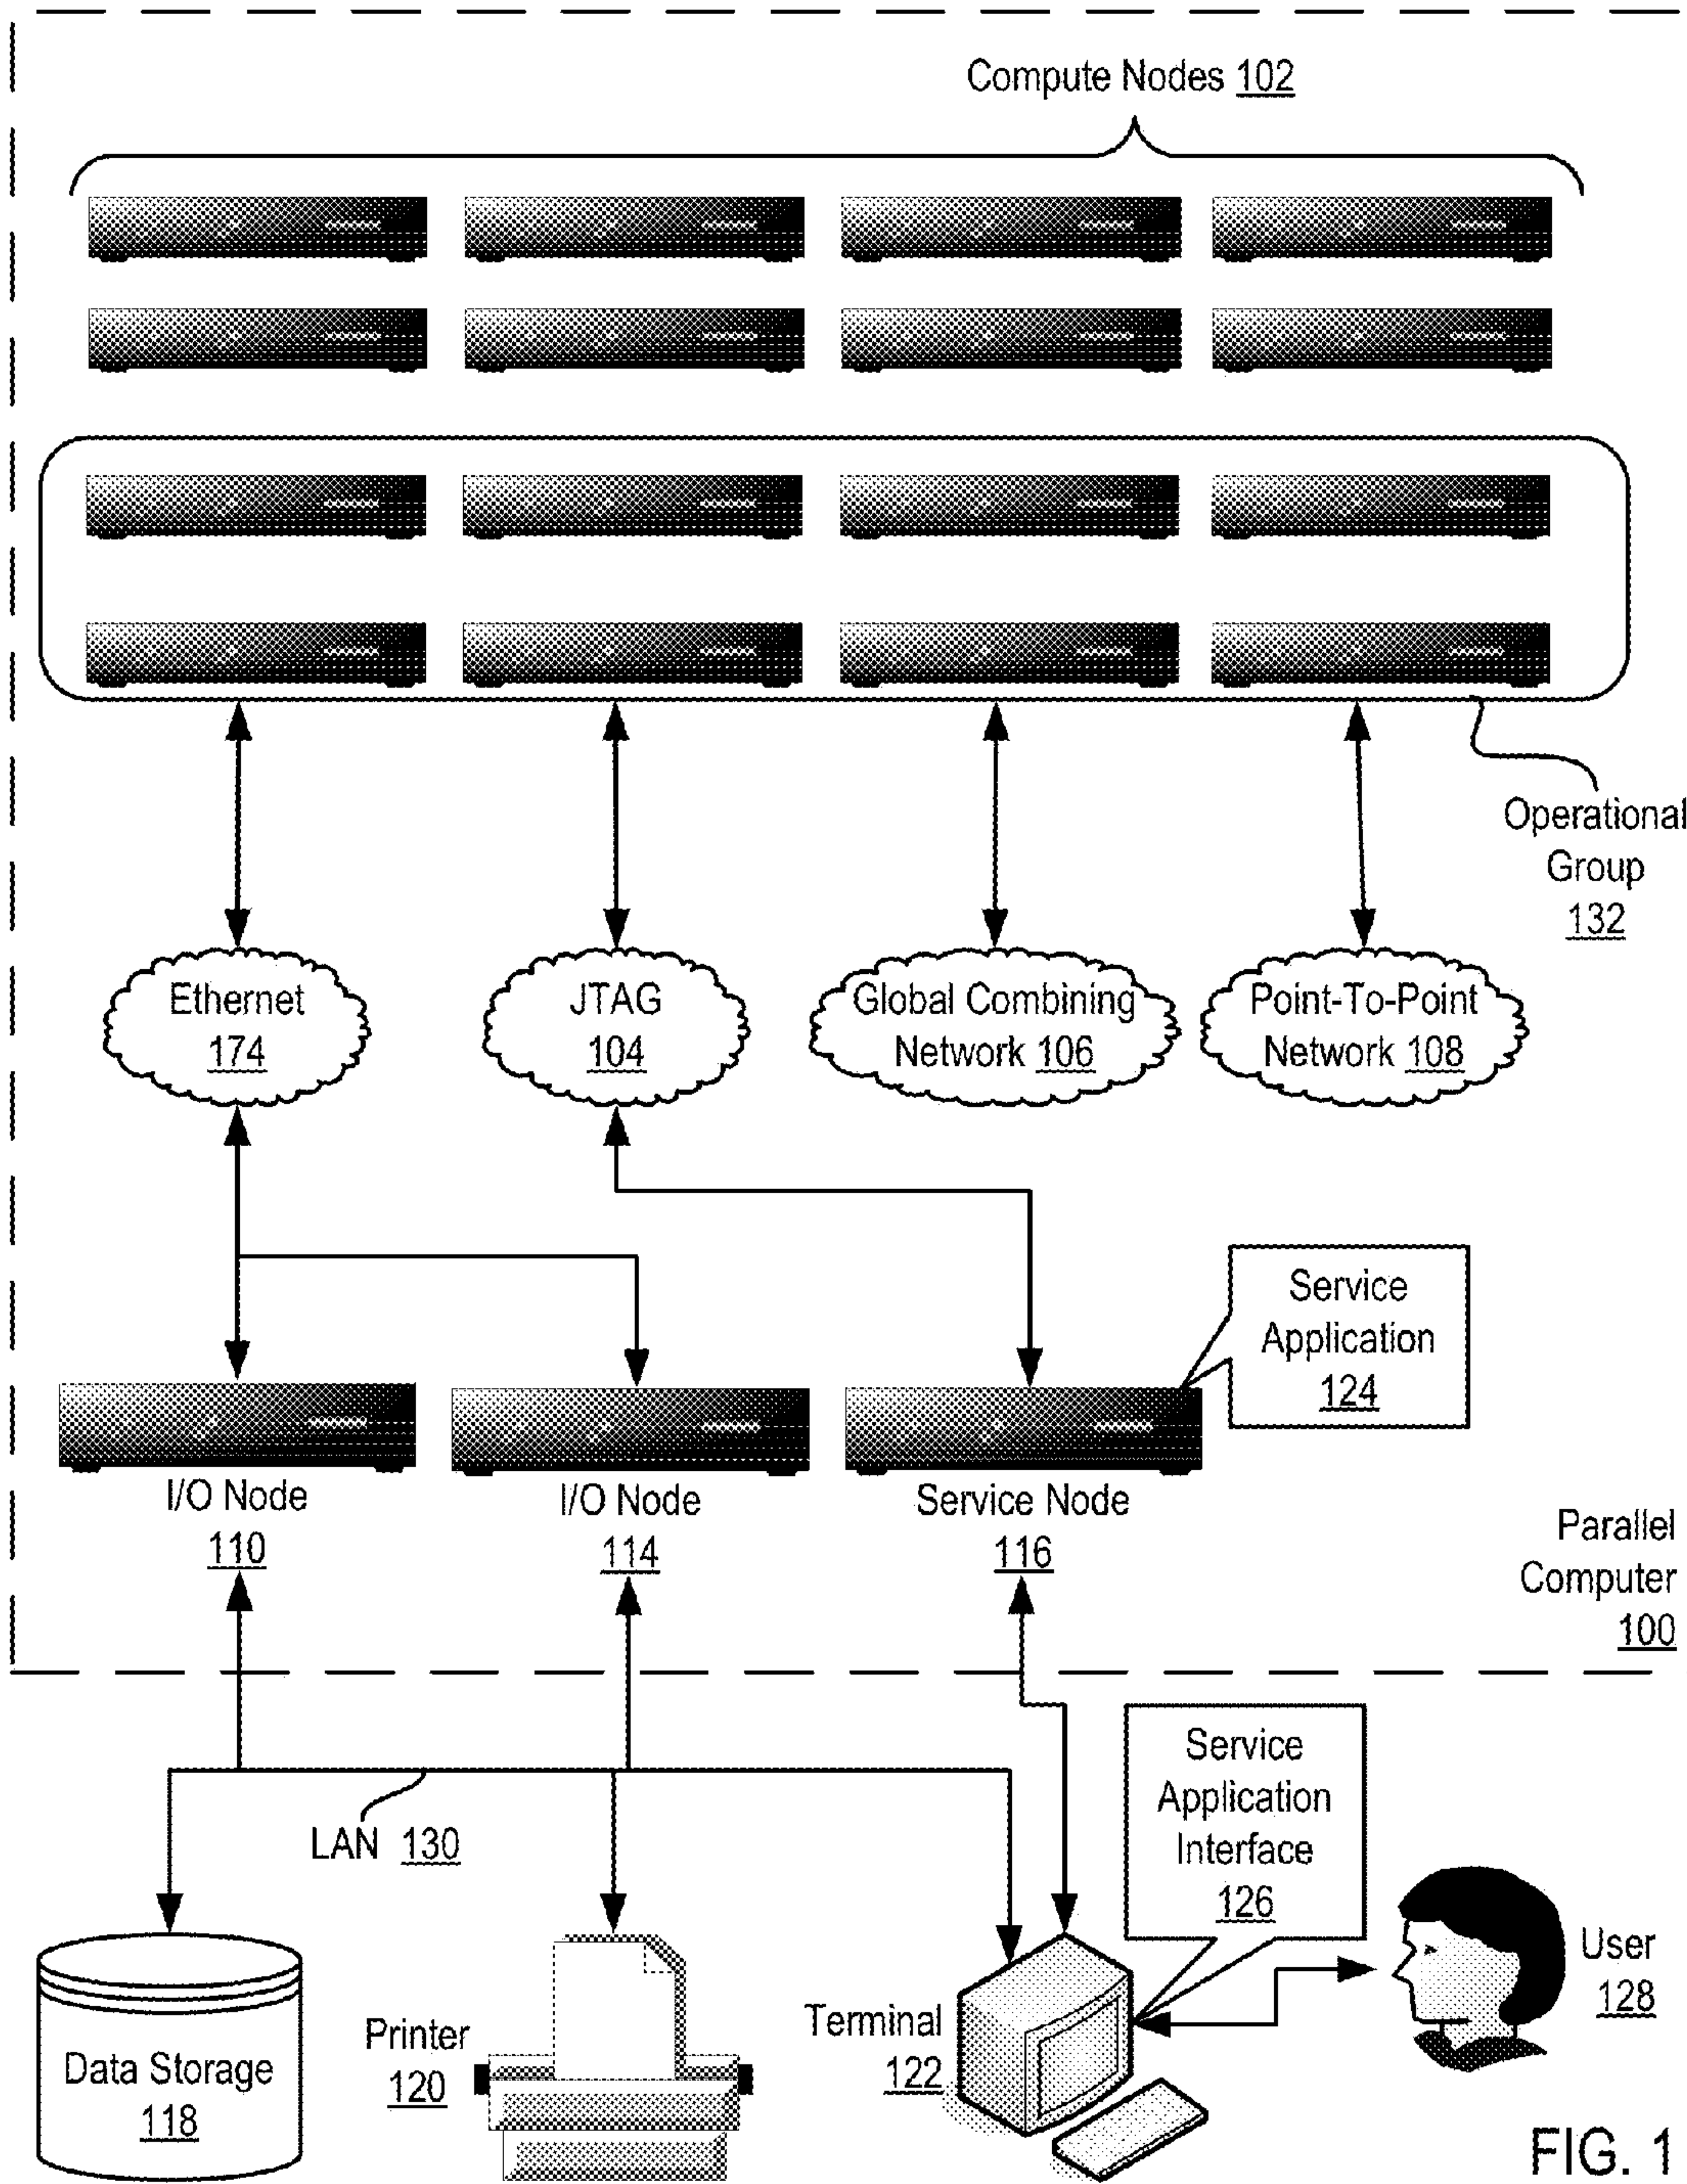 Compute Nodes 102
Operational
Group
132
Ethernet
174
JTAG
104
Global Combining
Network 106
Point-To-Point
Network 108
Service
Application
124
I/O Node
110
I/O Node
114
Service Node
116
Parallel
Computer
100
LAN 130
Service
Application
Interface
126
Data Storage
118
Printer
120
Terminal
122
User
128
FIG. 1